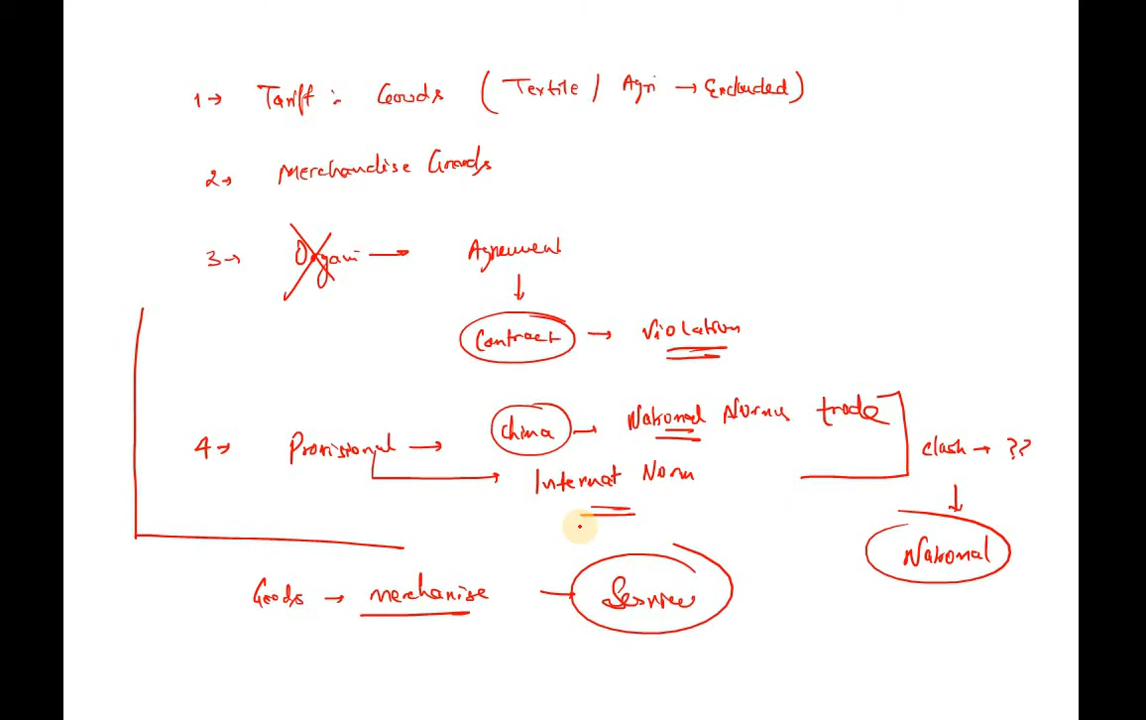 1→ Tariff : Goods (Textile / Agri → Excluded)
2→ Merchandise Goods
3→ Organi → Agreement
↓
Contract → Violation
4→ Provisional → China → National Norms trade
Internat Norm
clash → ??
↓
National
Goods → merchanise — Service